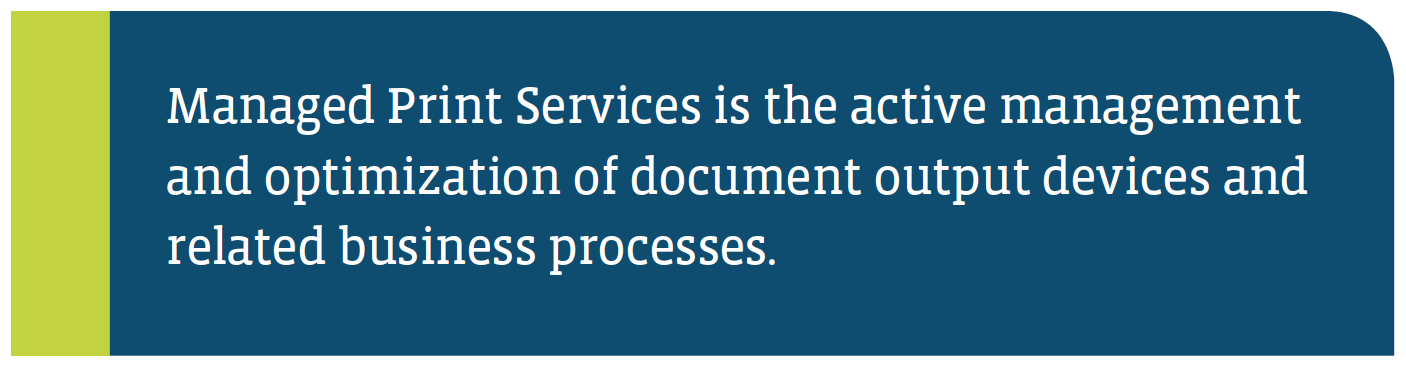 Managed Print Services is the active management
and optimization of document output devices and
related business processes.